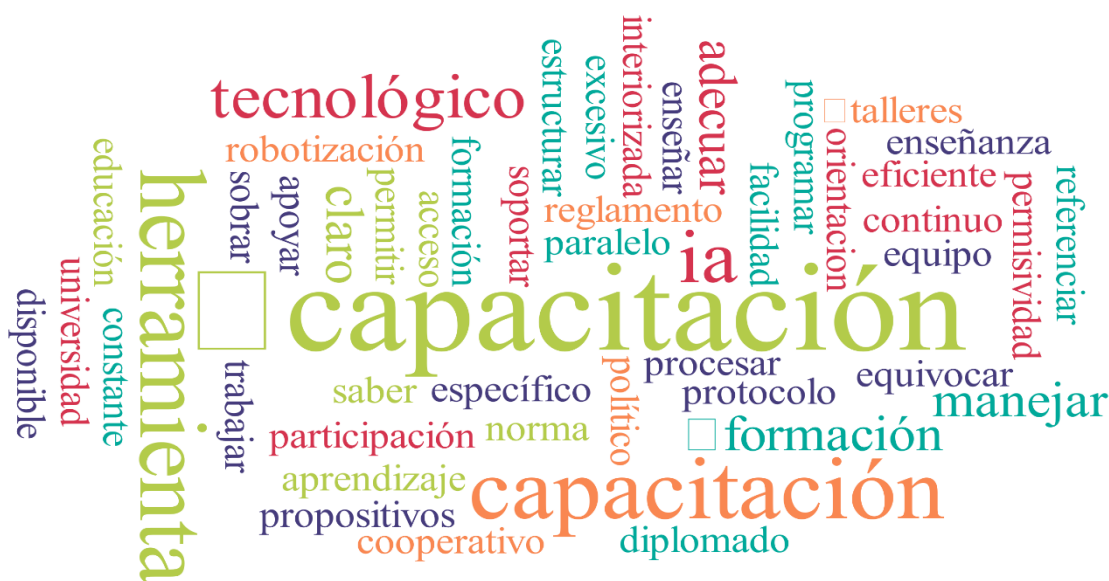 tecnológico
robotización
educación
herramienta
sobrar
apoyar
claro
permitir
acceso
formación
soportar
estructurar
excesivo
interiorizada
enseñar
adecuar
reglamento
paralelo
ia
facilidad
programar
□talleres
orientacion
enseñanza
eficiente
continuo
equipo
permisividad
referenciar
□capacitación
disponible
universidad
constante
trabajar
saber
específico
político
procesar
protocolo
equivocar
manejar
participación
norma
□formación
aprendizaje
capacitación
propositivos
cooperativo
diplomado